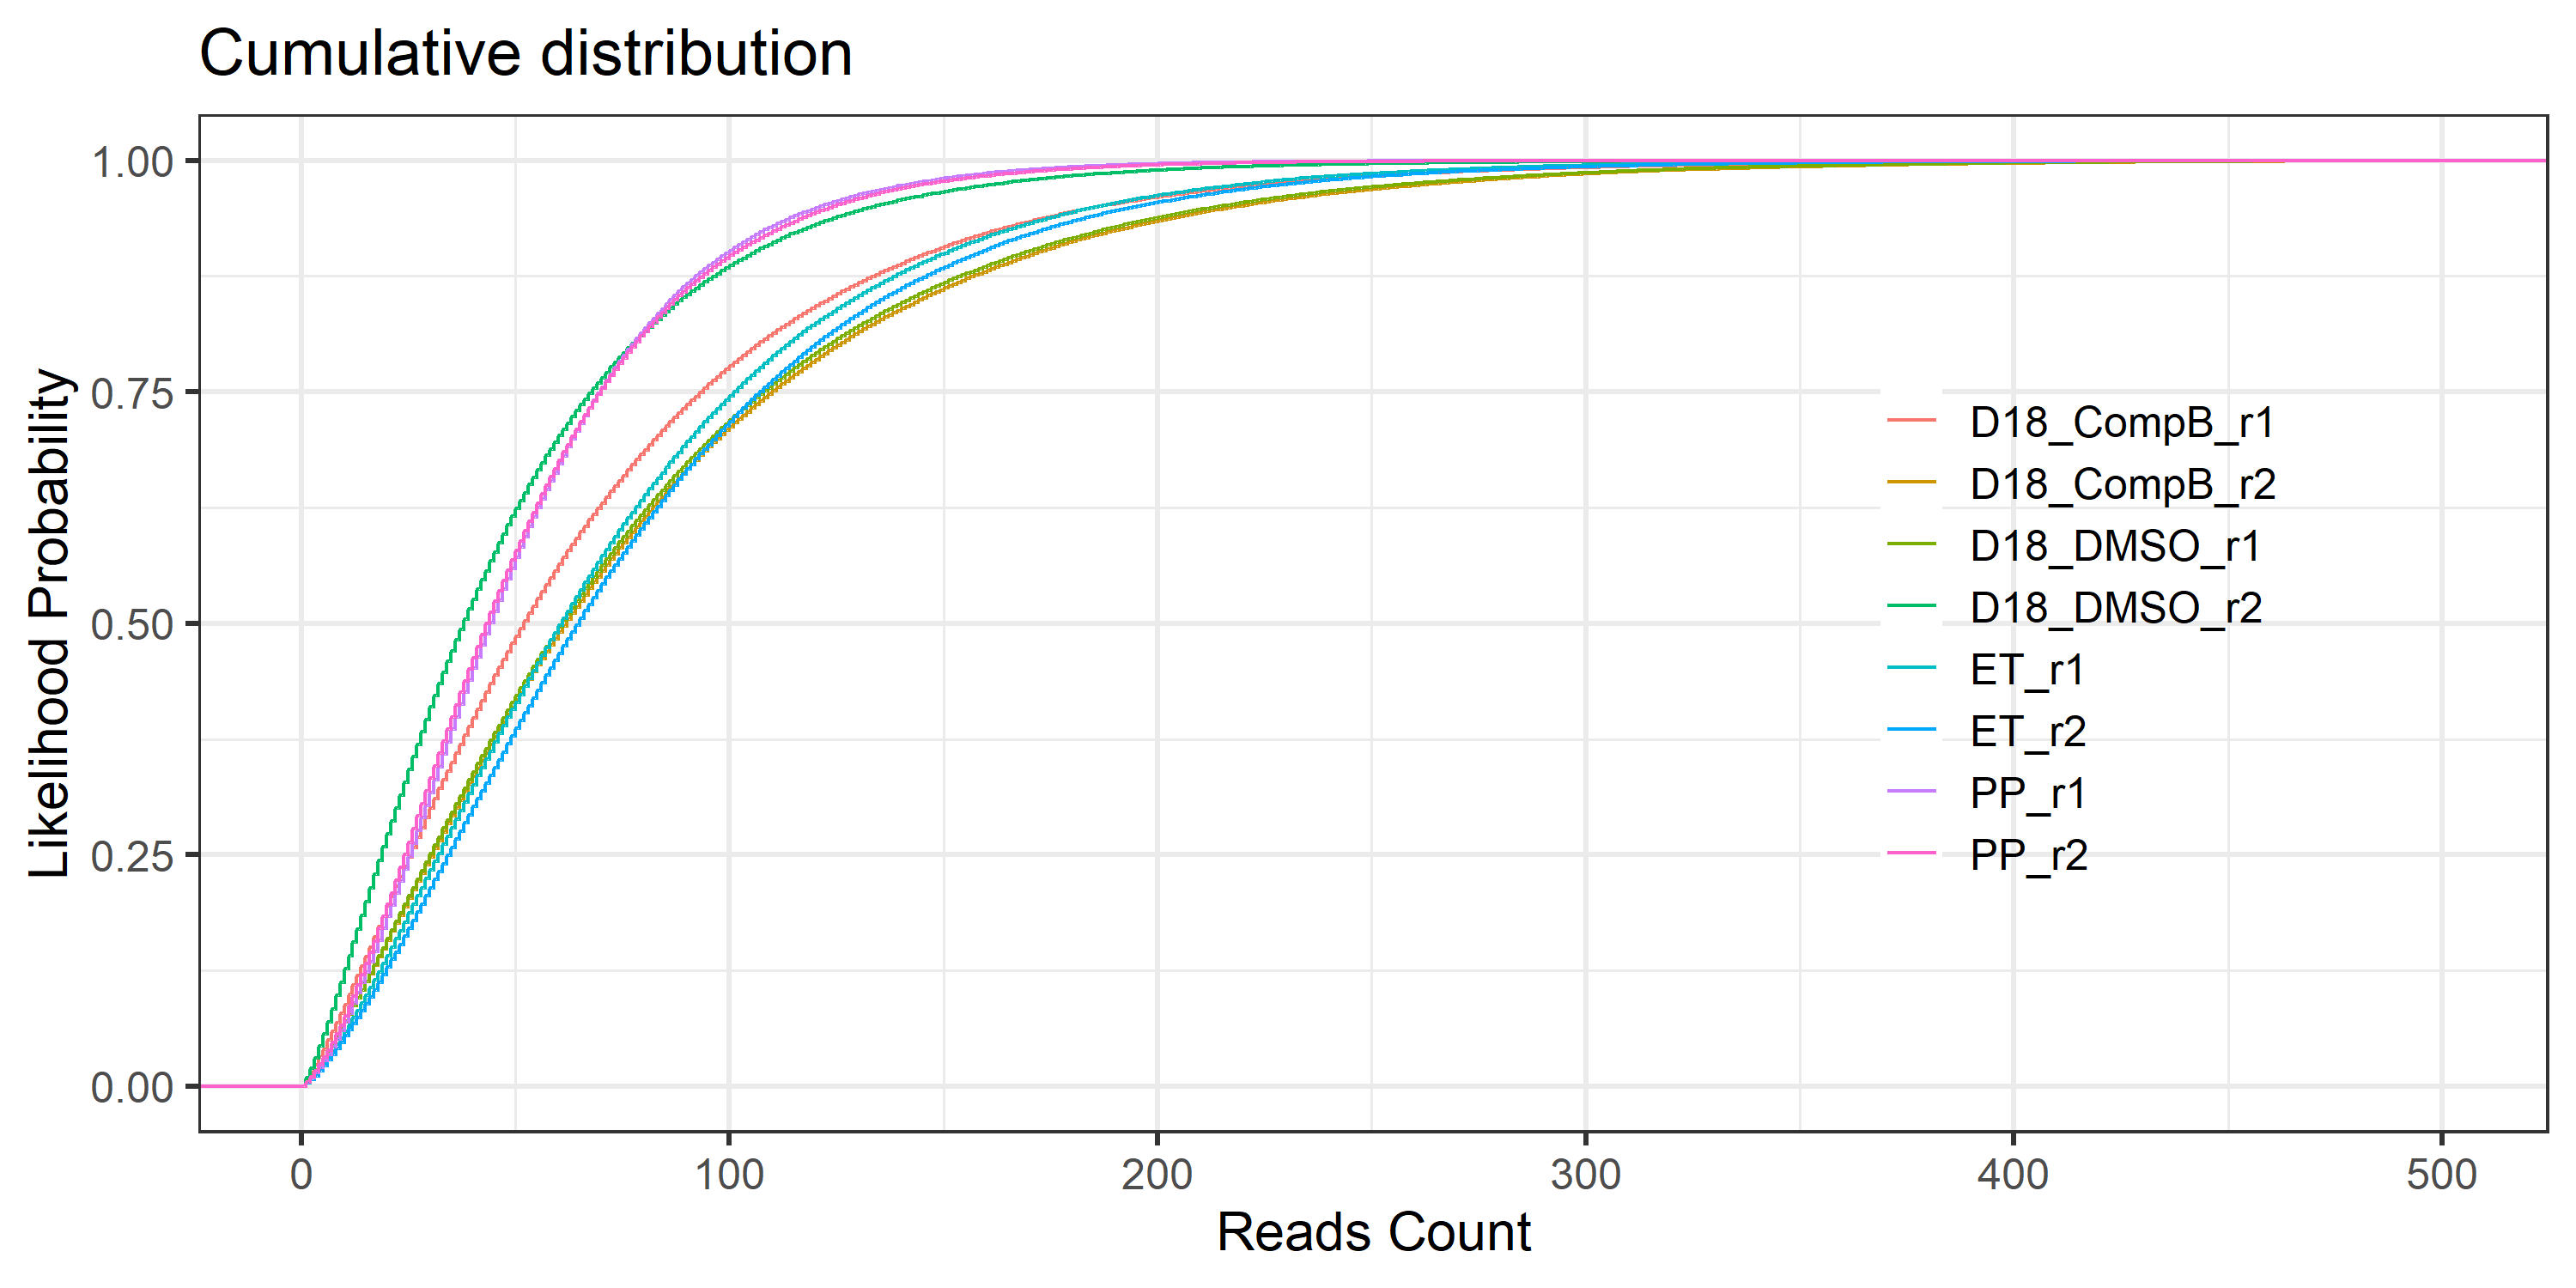 Cumulative distribution
1.00
0.75
0.50
0.25
0.00
Likelihood Probability
D18_CompB_r1
D18_CompB_r2
D18_DMSO_r1
D18_DMSO_r2
ET_r1
ET_r2
PP_r1
PP_r2
0 100 200 300 400 500
Reads Count